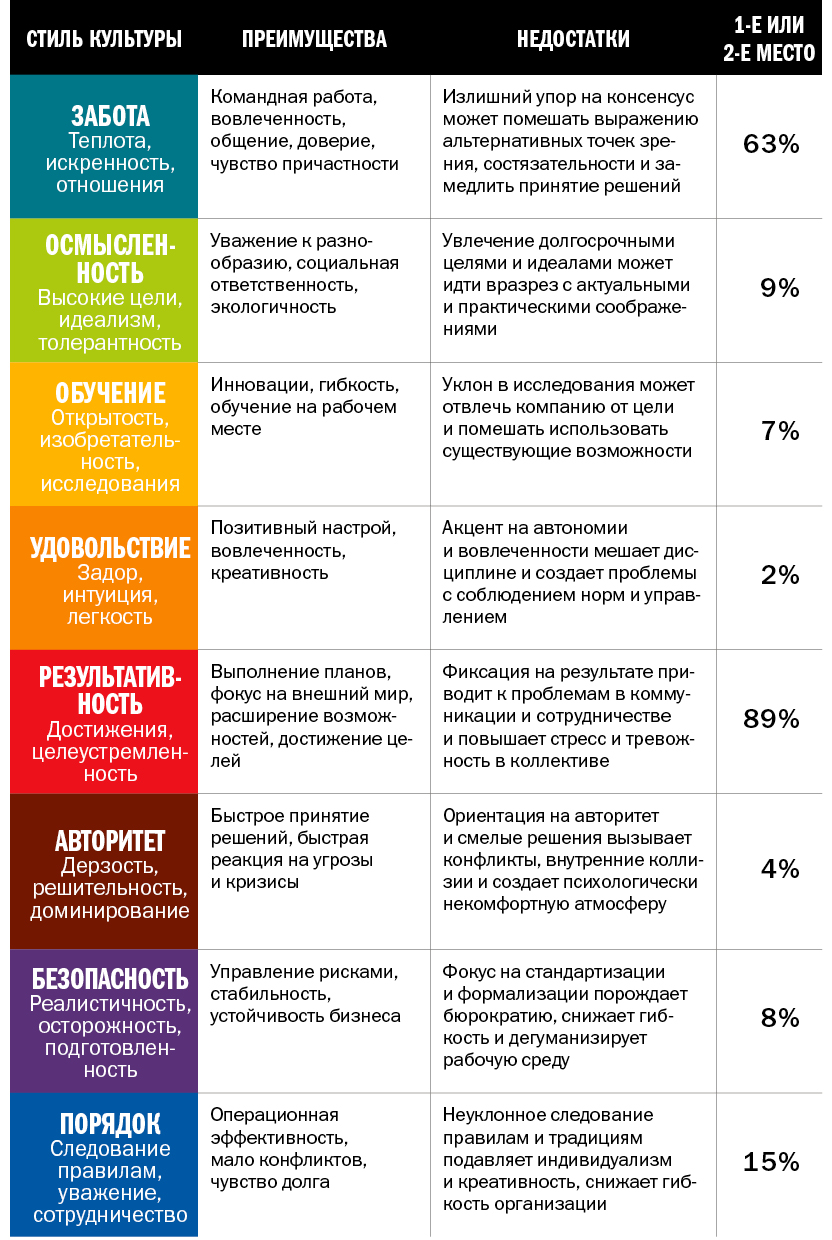 СТИЛЬ КУЛЬТУРЫ
ПРЕИМУЩЕСТВА
НЕДОСТАТКИ
1-Е ИЛИ
2-Е МЕСТО
ЗАБОТА
Теплота,
искренность,
отношения
Командная работа,
вовлеченность,
общение, доверие,
чувство причастности
Излишний упор на консенсус
может помешать выражению
альтернативных точек зре-
ния, состязательности и за-
медлить принятие решений
63%
ОСМЫСЛЕН-
НОСТЬ
Высокие цели,
идеализм,
толерантность
Уважение к разно-
образию, социальная
ответственность,
экологичность
Увлечение долгосрочными
целями и идеалами может
идти вразрез с актуальными
и практическими соображе-
ниями
9%
ОБУЧЕНИЕ
Открытость,
изобретатель-
ность,
исследования
Инновации, гибкость,
обучение на рабочем
месте
Уклон в исследования может
отвлечь компанию от цели
и помешать использовать
существующие возможности
7%
УДОВОЛЬСТВИЕ
Задор,
интуиция,
легкость
Позитивный настрой,
вовлеченность,
креативность
Акцент на автономии
и вовлеченности мешает дис-
циплине и создает проблемы
с соблюдением норм и управ-
лением
2%
РЕЗУЛЬТАТИВ-
НОСТЬ
Достижения,
целеустремлен-
ность
Выполнение планов,
фокус на внешний мир,
расширение возмож-
ностей, достижение це-
лей
Фиксация на результате при-
водит к проблемам в комму-
никации и сотрудничестве
и повышает стресс и тревож-
ность в коллективе
89%
АВТОРИТЕТ
Дерзость,
решительность,
доминирование
Быстрое принятие
решений, быстрая
реакция на угрозы
и кризисы
Ориентация на авторитет
и смелые решения вызывает
конфликты, внутренние колли-
зии и создает психологически
некомфортную атмосферу
4%
БЕЗОПАСНОСТЬ
Реалистичность,
осторожность,
подготовлен-
ность
Управление рисками,
стабильность,
устойчивость бизнеса
Фокус на стандартизации
и формализации порождает
бюрократию, снижает гиб-
кость и дегуманизирует
рабочую среду
8%
ПОРЯДОК
Следование
правилам,
уважение,
сотрудничество
Операционная
эффективность,
мало конфликтов,
чувство долга
Неуклонное следование
правилам и традициям
подавляет индивидуализм
и креативность, снижает гиб-
кость организации
15%